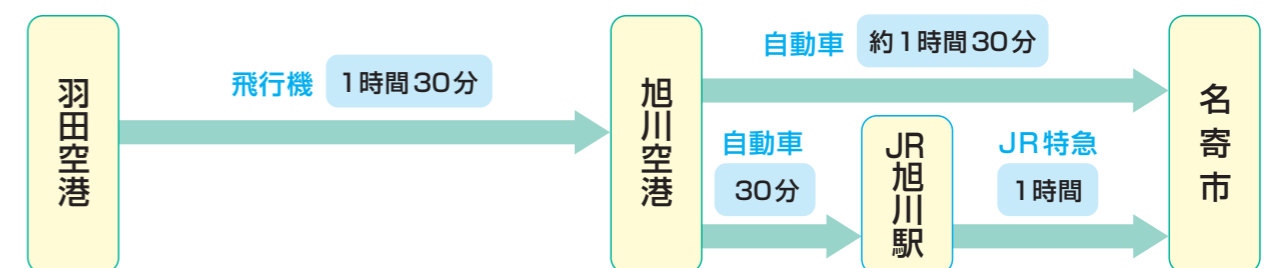 羽田空港
飛行機 1時間30分
旭川空港
自動車 約1時間30分
自動車
30分
JR旭川駅
JR特急
1時間
名寄市